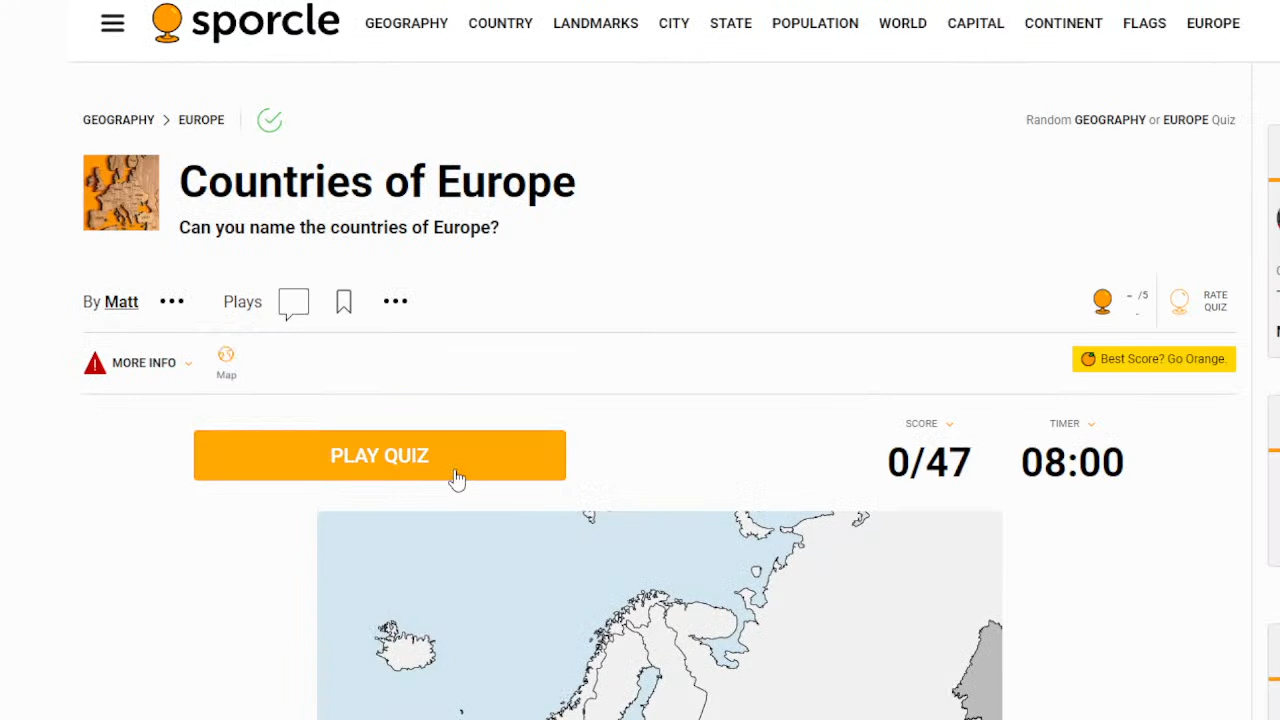 sporcle GEOGRAPHY COUNTRY LANDMARKS CITY STATE POPULATION WORLD CAPITAL CONTINENT FLAGS EUROPE
GEOGRAPHY > EUROPE Random GEOGRAPHY or EUROPE Quiz
Countries of Europe
Can you name the countries of Europe?
By Matt ••• Plays ••• - /5 - RATE QUIZ
MORE INFO Map Best Score? Go Orange.
SCORE TIMER
PLAY QUIZ 0/47 08:00